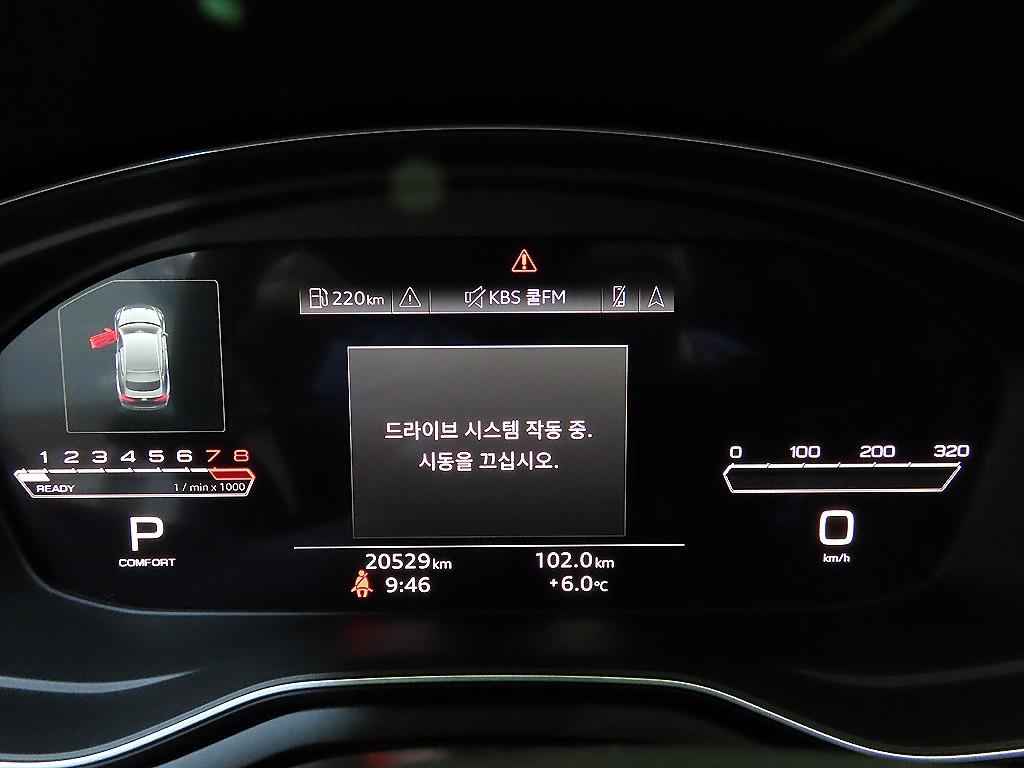 220km
KBS 쿨FM
드라이브 시스템 작동 중.
시동을 끄십시오.
1 2 3 4 5 6 7 8
READY 1 / min x 1000
P
COMFORT
0 100 200 320
0
km/h
20529km 102.0km
9:46 +6.0°C